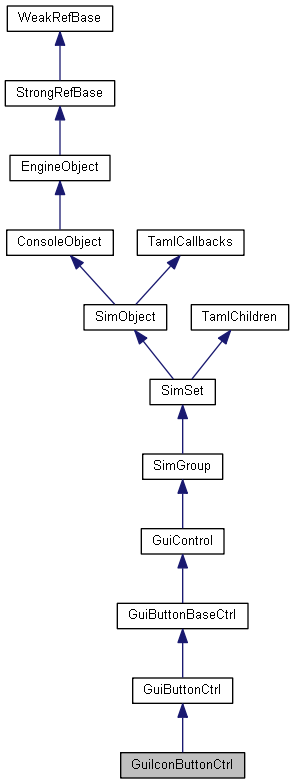 WeakRefBase
StrongRefBase
EngineObject
ConsoleObject
TamlCallbacks
SimObject
TamlChildren
SimSet
SimGroup
GuiControl
GuiButtonBaseCtrl
GuiButtonCtrl
GuiIconButtonCtrl